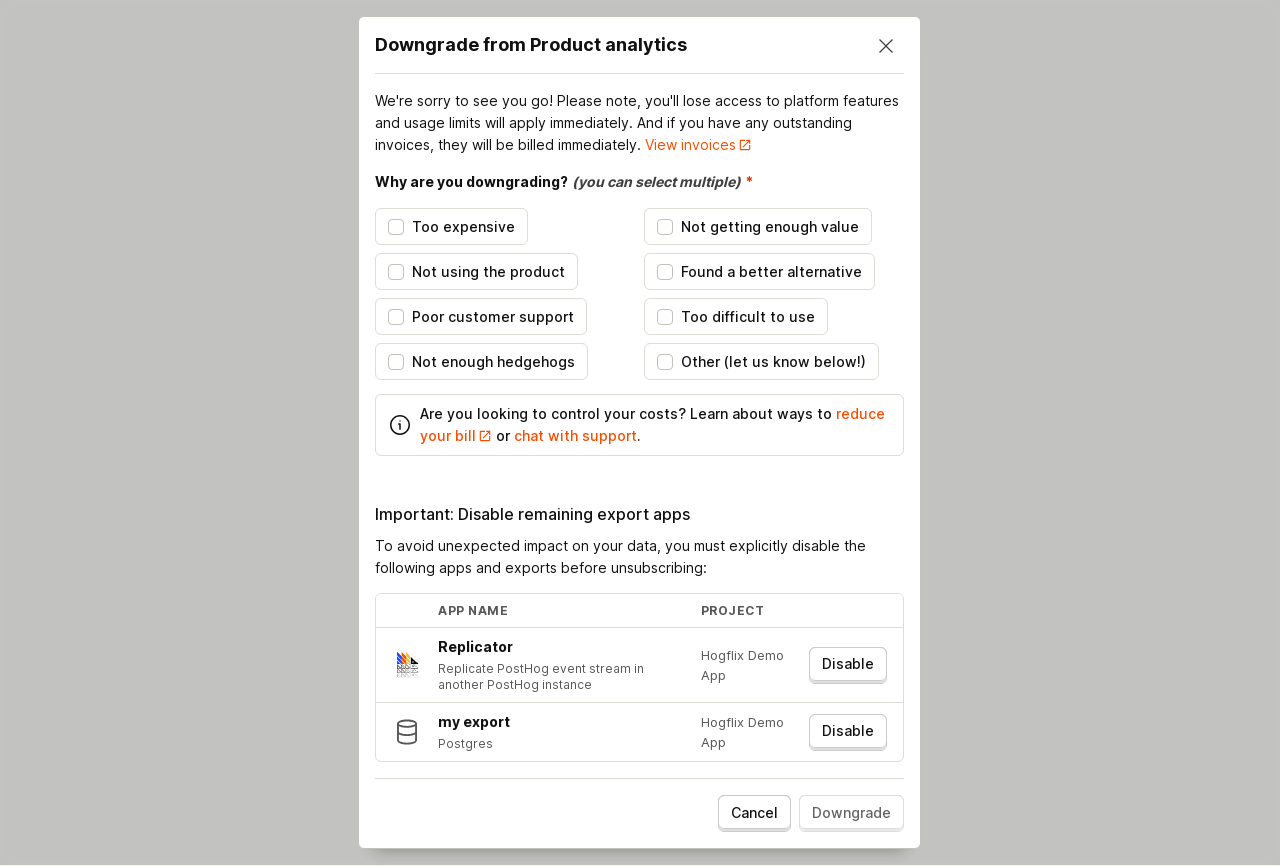 Downgrade from Product analytics
We're sorry to see you go! Please note, you'll lose access to platform features
and usage limits will apply immediately. And if you have any outstanding
invoices, they will be billed immediately. View invoices
Why are you downgrading? (you can select multiple) *
Too expensive
Not getting enough value
Not using the product
Found a better alternative
Poor customer support
Too difficult to use
Not enough hedgehogs
Other (let us know below!)
Are you looking to control your costs? Learn about ways to reduce
your bill or chat with support.
Important: Disable remaining export apps
To avoid unexpected impact on your data, you must explicitly disable the
following apps and exports before unsubscribing:
APP NAME PROJECT
Replicator
Replicate PostHog event stream in
another PostHog instance
Hogflix Demo
App
Disable
my export
Postgres
Hogflix Demo
App
Disable
Cancel
Downgrade